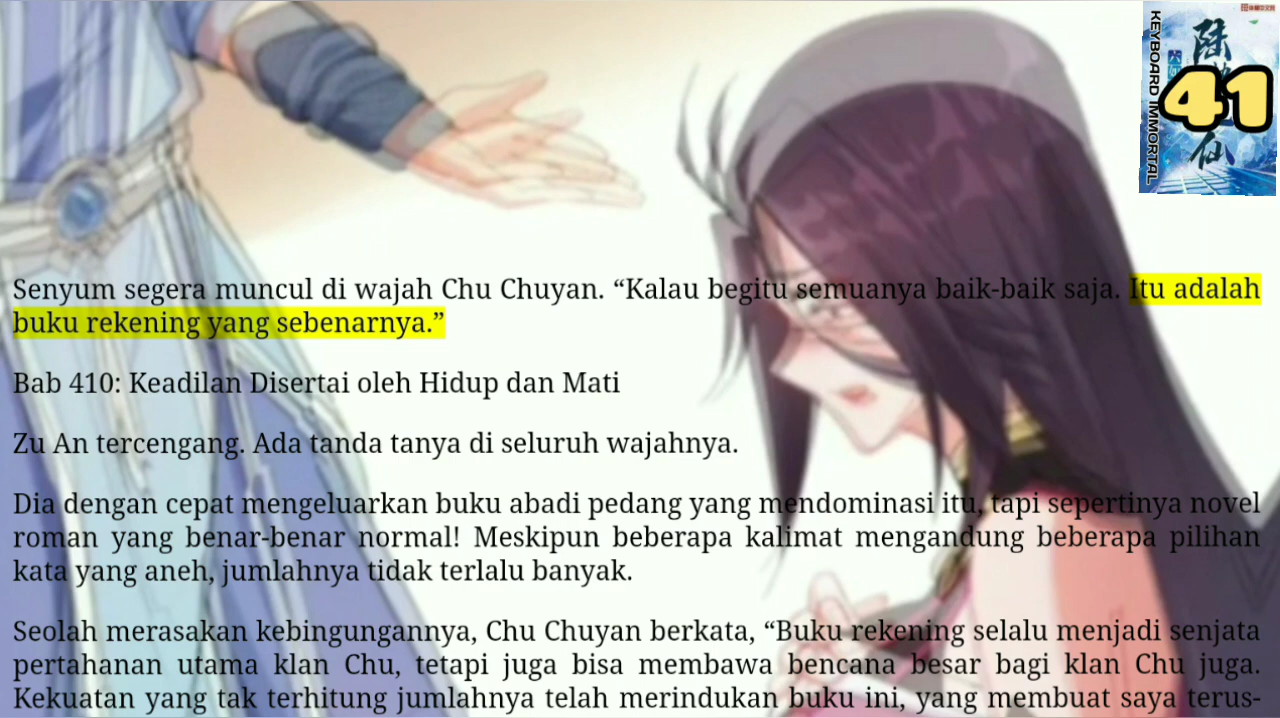 KEYBOARD IMMORTAL
41
仙
Senyum segera muncul di wajah Chu Chuyan. “Kalau begitu semuanya baik-baik saja. Itu adalah
buku rekening yang sebenarnya.”
Bab 410: Keadilan Disertai oleh Hidup dan Mati
Zu An tercengang. Ada tanda tanya di seluruh wajahnya.
Dia dengan cepat mengeluarkan buku abadi pedang yang mendominasi itu, tapi sepertinya novel
roman yang benar-benar normal! Meskipun beberapa kalimat mengandung beberapa pilihan
kata yang aneh, jumlahnya tidak terlalu banyak.
Seolah merasakan kebingungannya, Chu Chuyan berkata, “Buku rekening selalu menjadi senjata
pertahanan utama klan Chu, tetapi juga bisa membawa bencana besar bagi klan Chu juga.
Kekuatan yang tak terhitung jumlahnya telah merindukan buku ini, yang membuat saya terus-